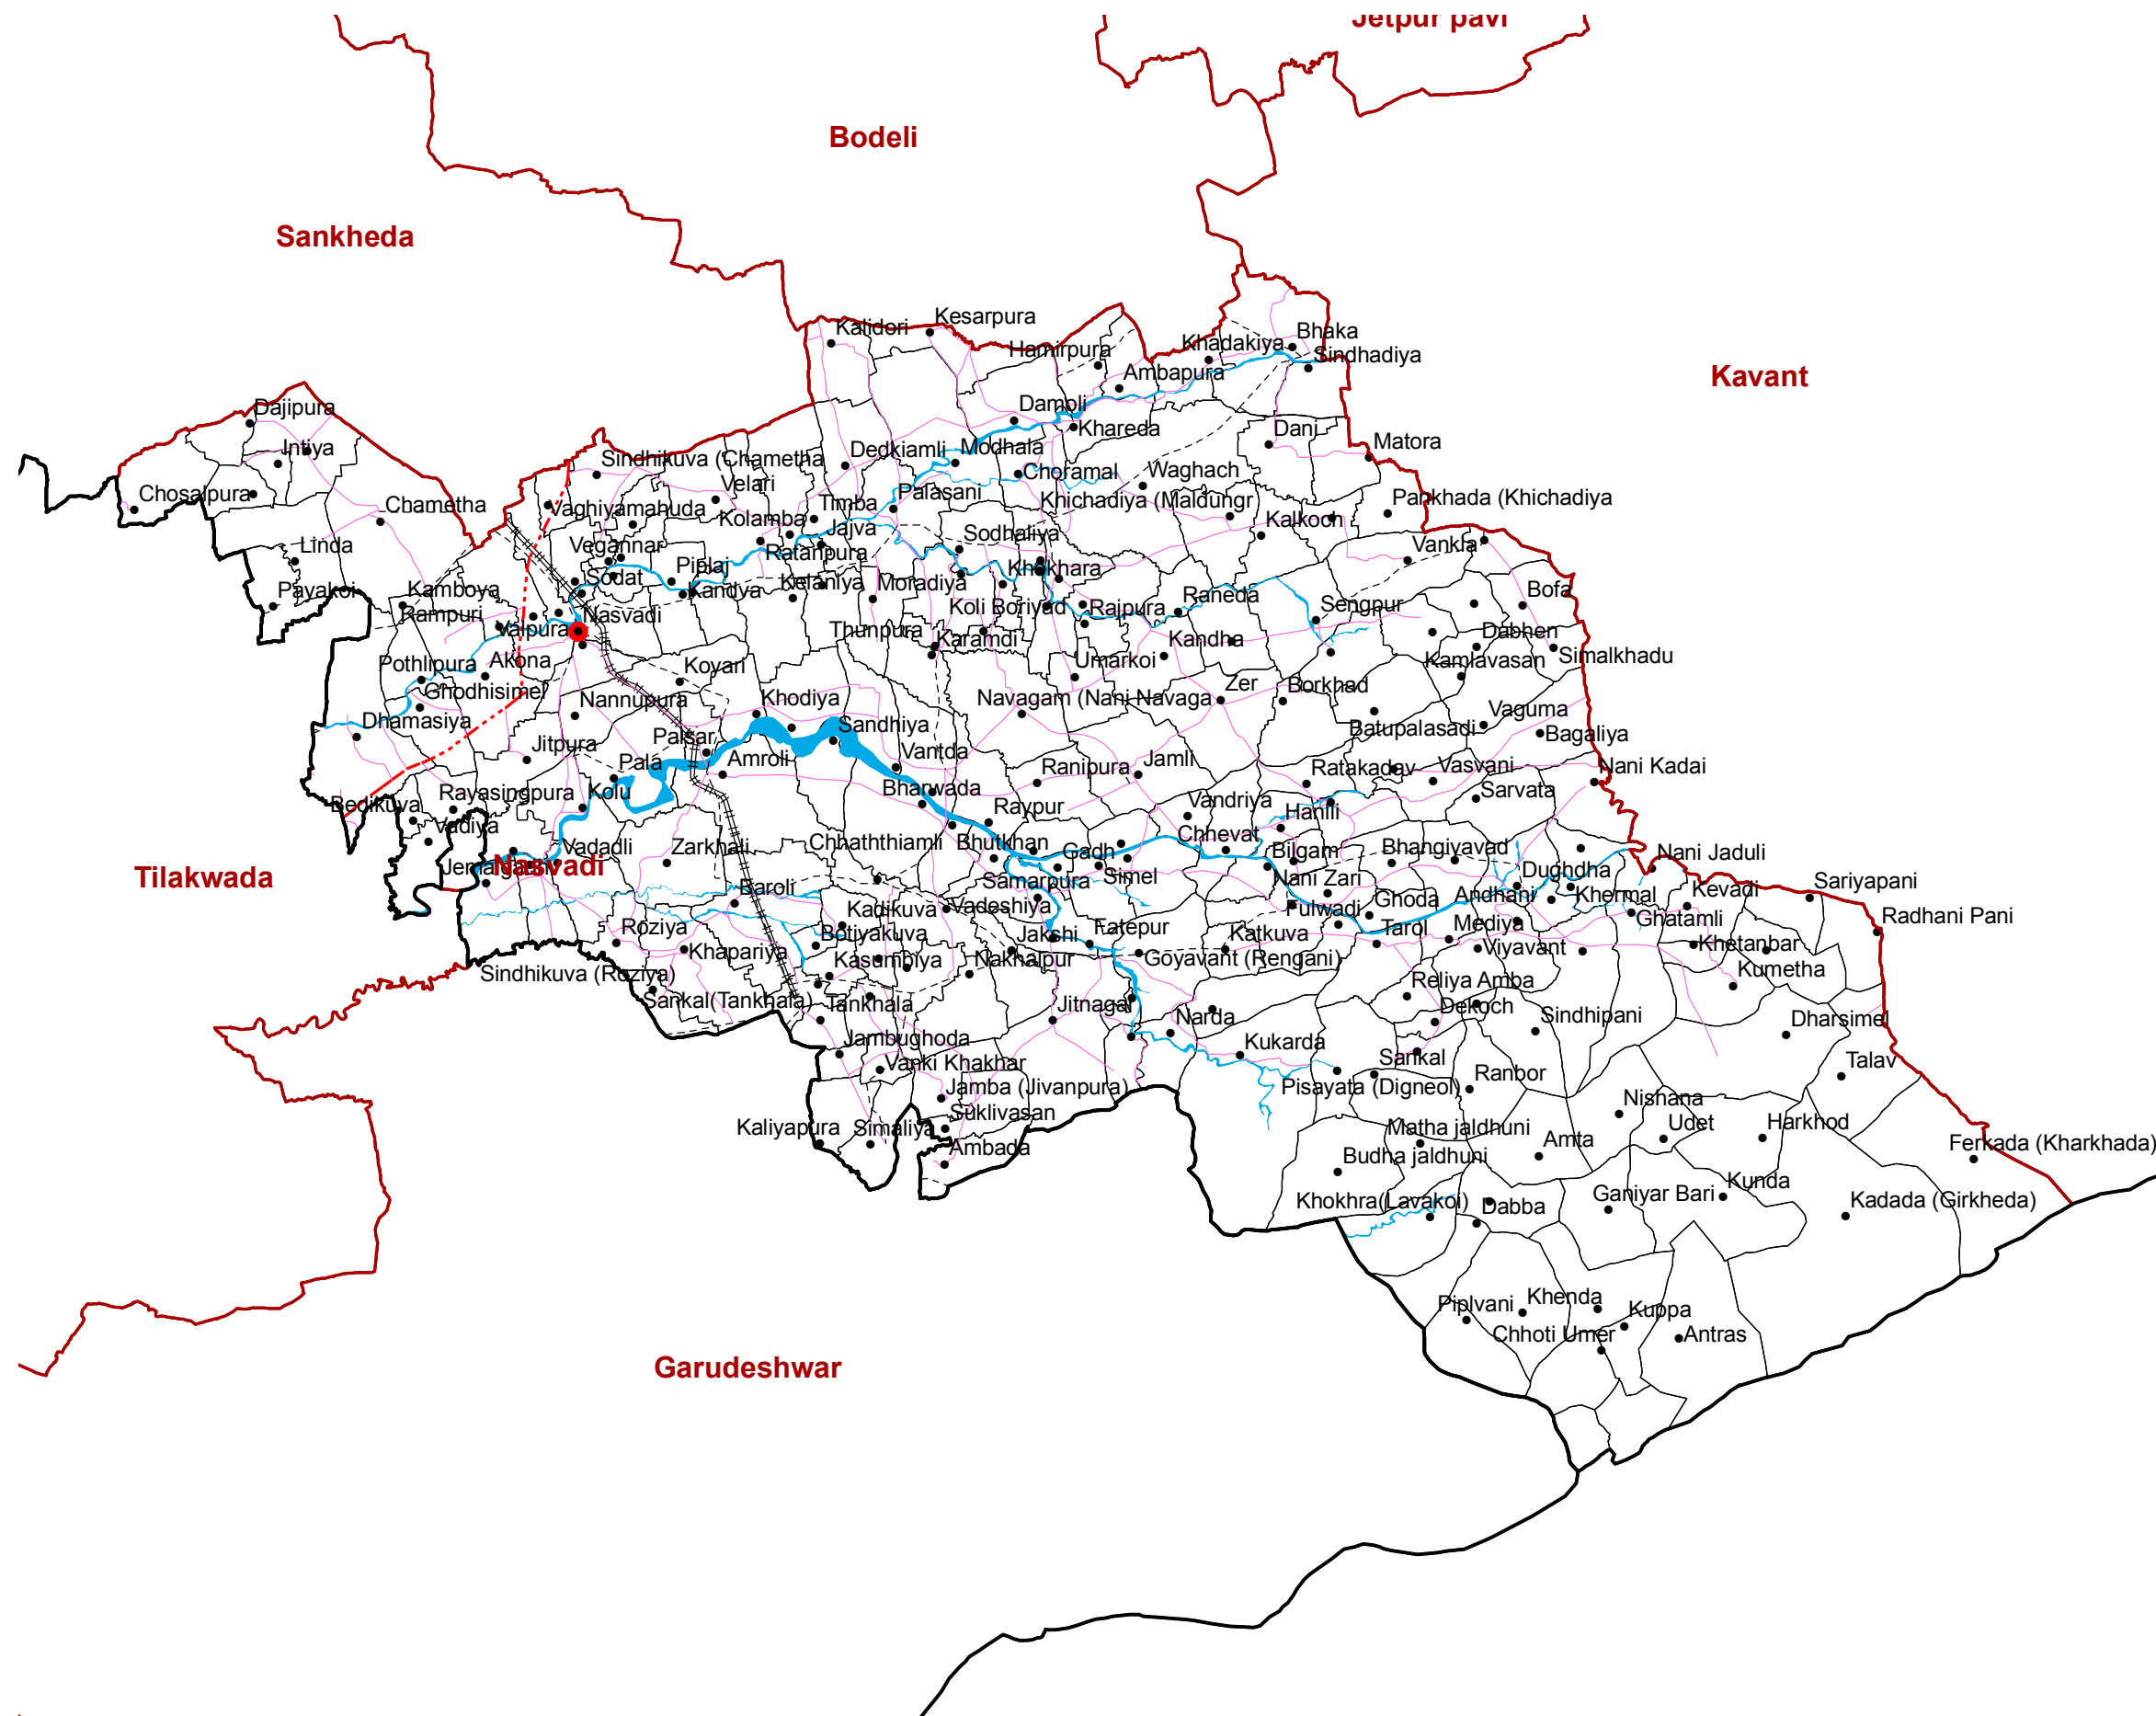 Jetpur pavi
Bodeli
Sankheda
Kavant
Kesarpura
Kalidori
Bhaka
Khadakiya
Hamirpura
Sindhadiya
Ambapura
Dajipura
Damoli
Khareda
Dani
Matora
Intiya
Dedkiamli
Modhala
Sindhikuva (Chametha
Choramal
Waghach
Velari
Chosalpura
Palasani
Pankhada (Khichadiya
Khichadiya (Maldungr)
Chametha
Timba
Vaghiyamahuda
Kolamba
Kalkoch
Jajva
Sodhaliya
Linda
Vegannar
Ratanpura
Vankla
Piplaj
Khokhara
Sodat
Kelaniya
Moradiya
Payakoi
Kamboya
Kandva
Bofa
Rampuri
Koli Boriyad
Rajpura
Raneda
Sengpur
Nasvadi
Valpura
Thunpura
Karamdi
Kandha
Dabhen
Simalkhadu
Pothlipura
Akona
Koyari
Umarkoi
Kamlavasan
Ghodhisimel
Nannupura
Khodiya
Navagam (Nani Navaga
Zer
Borkhad
Dhamasiya
Sandhiya
Vaguma
Batupalasadi
Palsar
Bagaliya
Jitpura
Vantda
Pala
Amroli
Ranipura
Jamli
Ratakadav
Vasvani
Nani Kadai
Rayasingpura
Kolu
Bharwada
Sarvata
Bedikuva
Raypur
Vandriya
Hanlli
Vadiya
Chhaththiamli
Bhutkhan
Chhevat
Vadadli
Zarkhali
Gadh
Bilgam
Bhangivavad
Nani Jaduli
Nasvadi
Tilakwada
Samarpura
Simel
Nani Zari
Dughdha
Sariyapani
Baroli
Andhani
Khermal
Kevadi
Kadikuva
Vadeshiya
Fulwadi
Ghoda
Ghatamli
Radhani Pani
Roziya
Botiyakuva
Jakshi
Fatepur
Katkuva
Tarol
Mediya
Viyavant
Khetanbar
Khapariya
Kasumbiya
Nakhalpur
Goyavant (Rengani)
Kumetha
Sindhikuva (Roziya)
Reliya Amba
Sankal(Tankhala)
Tankhala
Jitnagar
Dekoch
Sindhipani
Dharsimel
Narda
Jambughoda
Kukarda
Sankal
Vanki Khakhar
Talav
Jamba (Jivanpura)
Pisayata (Digneol)
Ranbor
Suklivasan
Nishana
Kaliyapura
Simaliya
Matha jaldhuni
Udet
Harkhod
Amta
Ambada
Ferkada (Kharkhada)
Budha jaldhuni
Khokhra(Lavakoi)
Dabba
Ganiyar Bari
Kunda
Kadada (Girkheda)
Piplvani
Khenda
Kuppa
Chhoti Umer
Antras
Garudeshwar